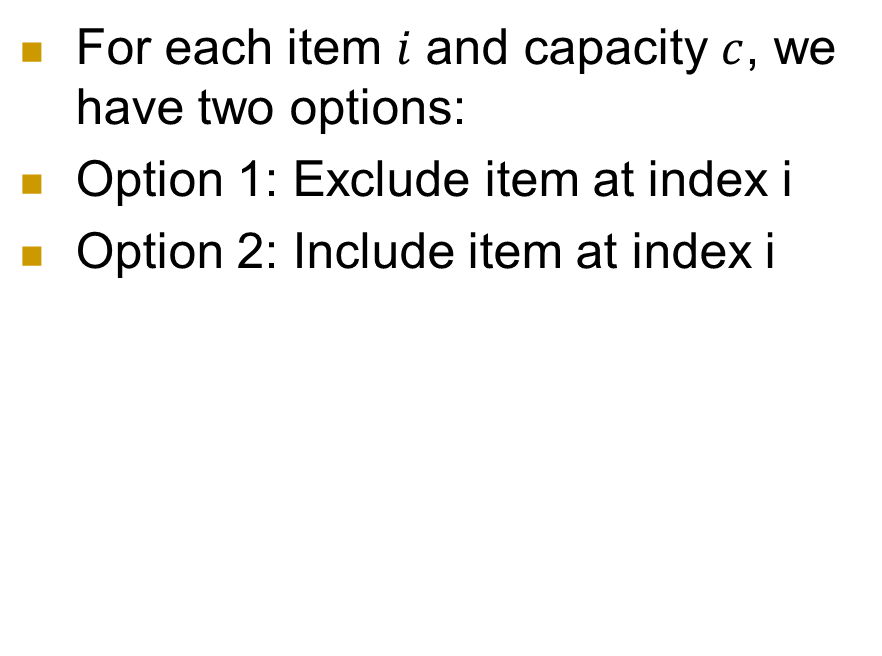 For each item i and capacity c, we
have two options:
Option 1: Exclude item at index i
Option 2: Include item at index i